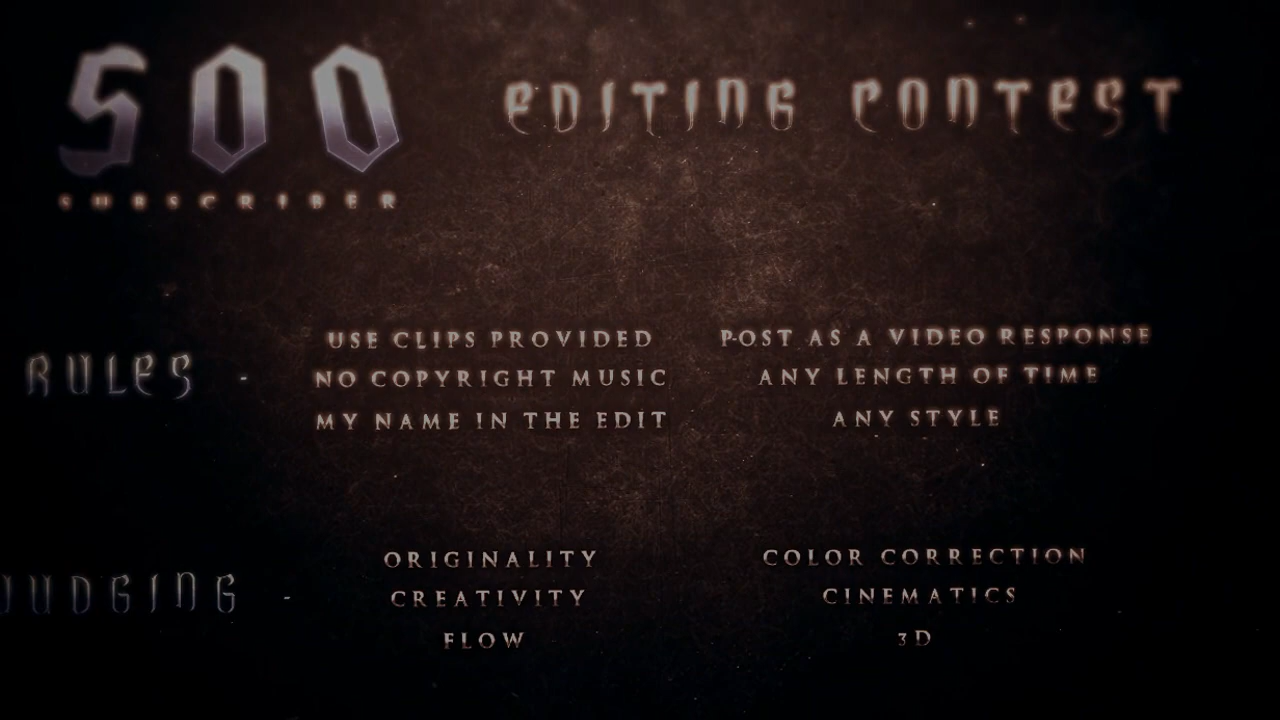 500
SUBSCRIBER
EDITING CONTEST
RULES -
USE CLIPS PROVIDED
NO COPYRIGHT MUSIC
MY NAME IN THE EDIT
POST AS A VIDEO RESPONSE
ANY LENGTH OF TIME
ANY STYLE
JUDGING -
ORIGINALITY
CREATIVITY
FLOW
COLOR CORRECTION
CINEMATICS
3D